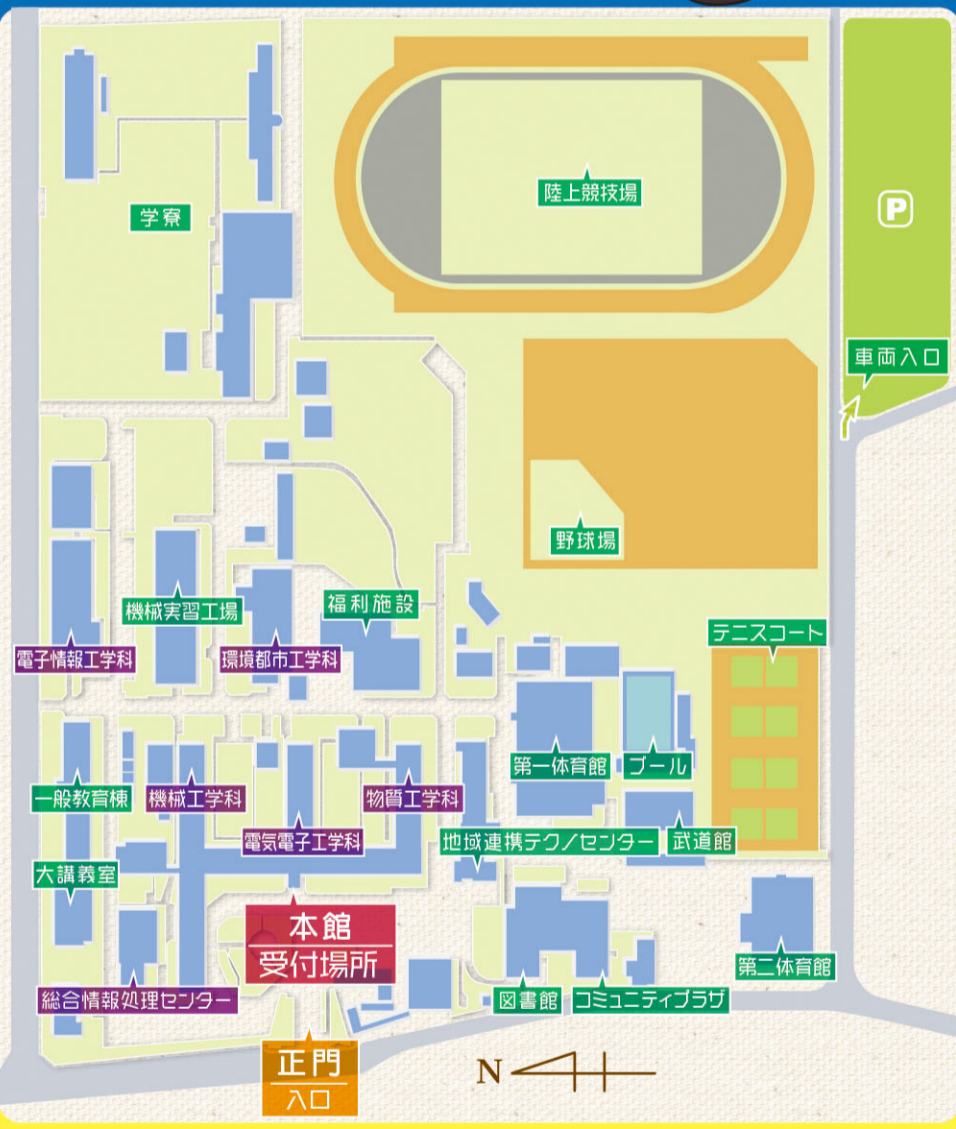 陸上競技場
学寮
P
車両入口
野球場
機械実習工場
福利施設
テニスコート
電子情報工学科
環境都市工学科
第一体育館
プール
一般教育棟
機械工学科
物質工学科
電気電子工学科
地域連携テクノセンター
武道館
大講義室
本館
受付場所
第二体育館
総合情報処理センター
図書館
コミュニティプラザ
正門
入口
N